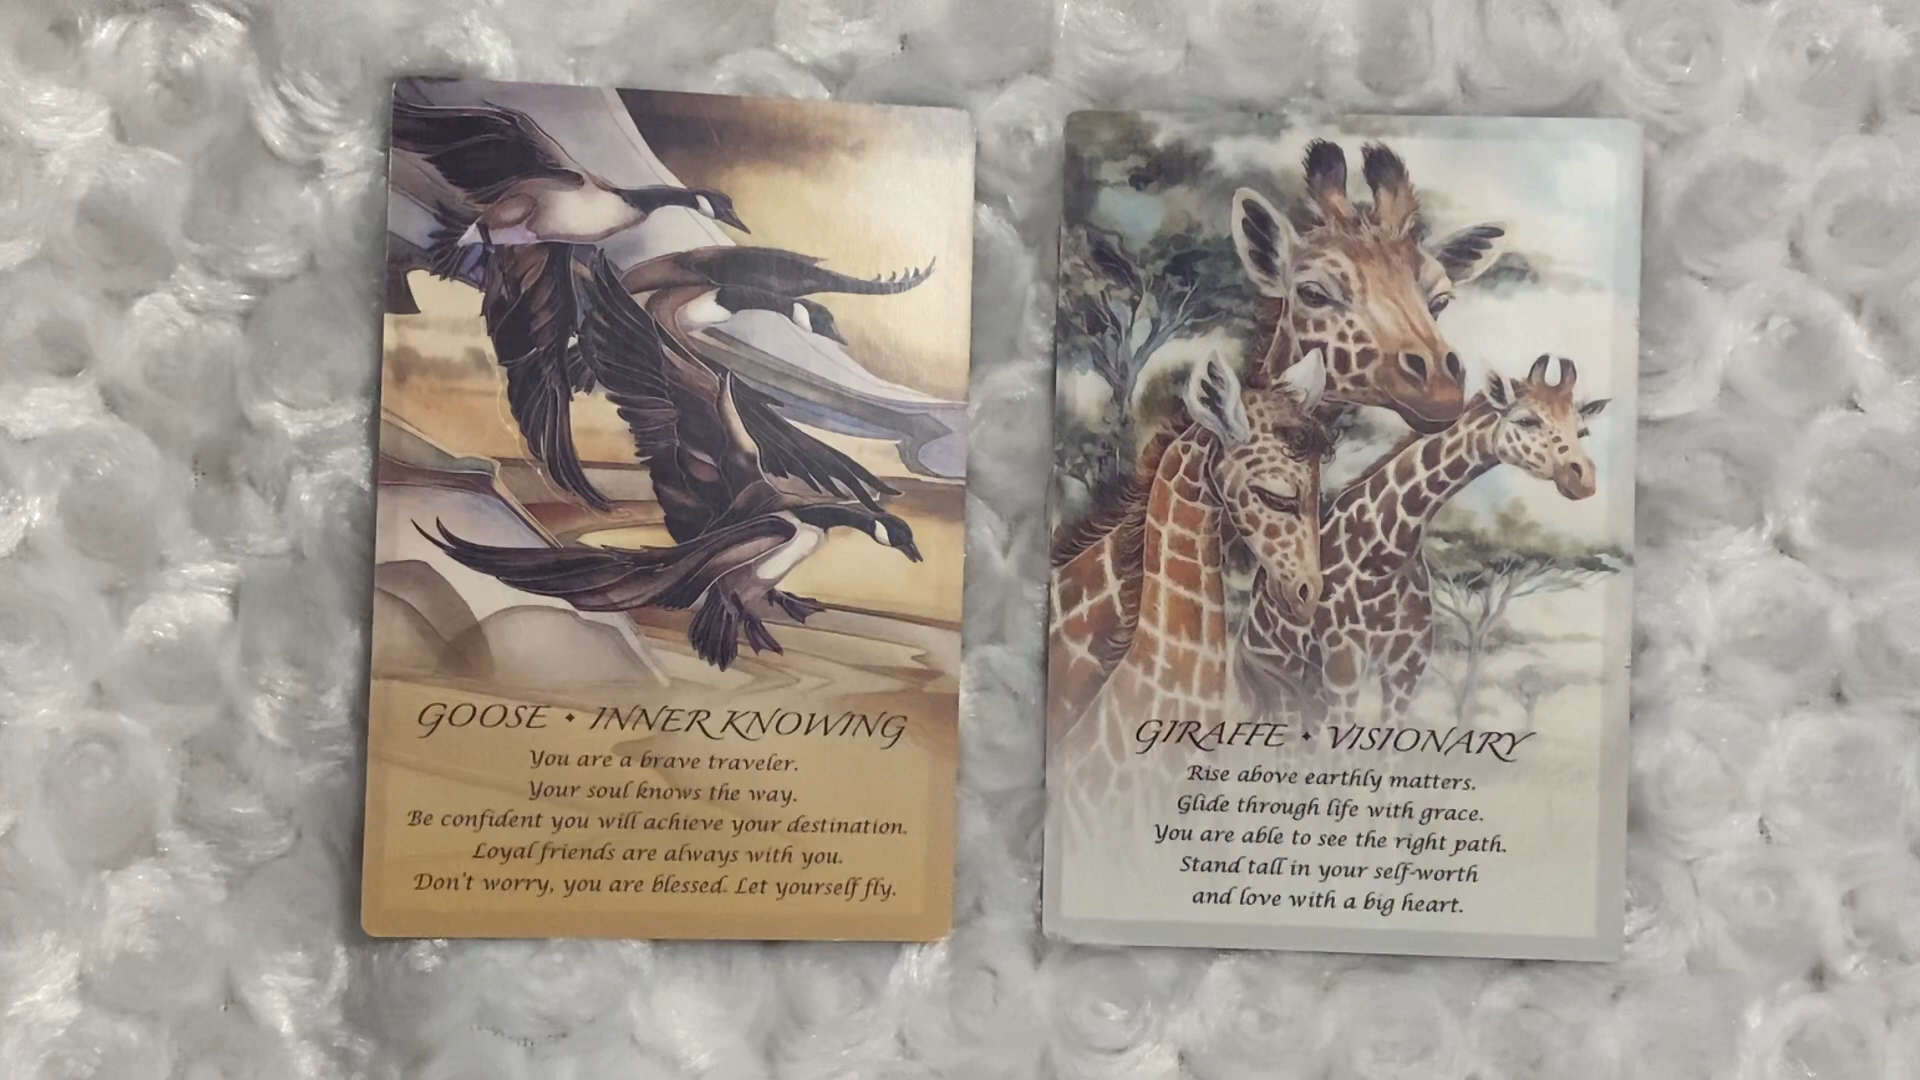 GOOSE • INNER KNOWING
You are a brave traveler.
Your soul knows the way.
Be confident you will achieve your destination.
Loyal friends are always with you.
Don't worry, you are blessed. Let yourself fly.
GIRAFFE • VISIONARY
Rise above earthly matters.
Glide through life with grace.
You are able to see the right path.
Stand tall in your self-worth
and love with a big heart.